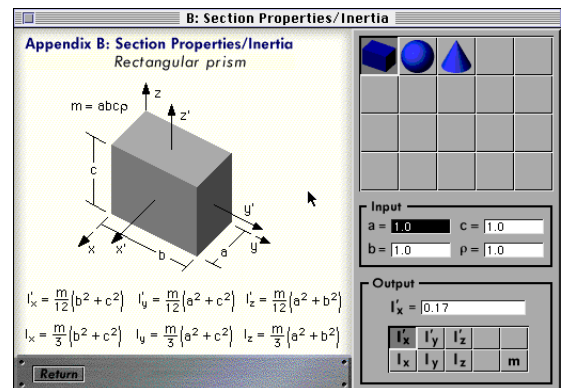 B: Section Properties/Inertia
Appendix B: Section Properties/Inertia
Rectangular prism
m = abcρ
z
z'
c
x
x'
b
a
y'
y
I'x = m/12 (b² + c²) I'y = m/12 (a² + c²) I'z = m/12 (a² + b²)
Ix = m/3 (b² + c²) Iy = m/3 (a² + c²) Iz = m/3 (a² + b²)
Return
Input
a = 1.0 c = 1.0
b = 1.0 ρ = 1.0
Output
I'x = 0.17
I'x I'y I'z
Ix Iy Iz m